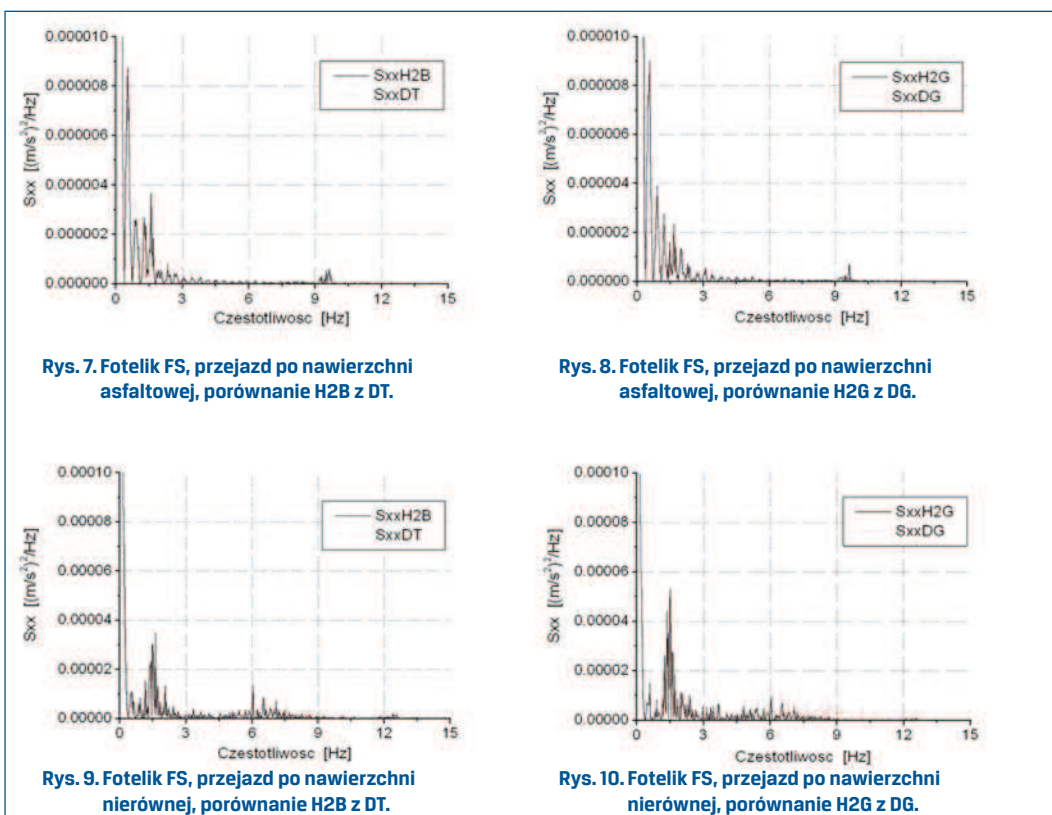 0.000010
0.000008
0.000006
0.000004
0.000002
0.000000
Sxx [(m/s²)²/Hz]
SxxH2B
SxxDT
0 3 6 9 12 15
Czestotliwosc [Hz]
Rys. 7. Fotelik FS, przejazd po nawierzchni
asfaltowej, porównanie H2B z DT.
0.000010
0.000008
0.000006
0.000004
0.000002
0.000000
Sxx [(m/s²)²/Hz]
SxxH2G
SxxDG
0 3 6 9 12 15
Czestotliwosc [Hz]
Rys. 8. Fotelik FS, przejazd po nawierzchni
asfaltowej, porównanie H2G z DG.
0.00010
0.00008
0.00006
0.00004
0.00002
0.00000
Sxx [(m/s²)²/Hz]
SxxH2B
SxxDT
0 3 6 9 12 15
Czestotliwosc [Hz]
Rys. 9. Fotelik FS, przejazd po nawierzchni
nierównej, porównanie H2B z DT.
0.00010
0.00008
0.00006
0.00004
0.00002
0.00000
Sxx [(m/s²)²/Hz]
SxxH2G
SxxDG
0 3 6 9 12 15
Czestotliwosc [Hz]
Rys. 10. Fotelik FS, przejazd po nawierzchni
nierównej, porównanie H2G z DG.